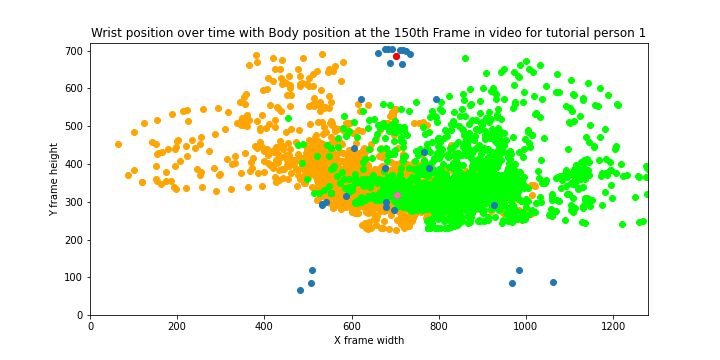 Wrist position over time with Body position at the 150th Frame in video for tutorial person 1
700
600
500
400
300
200
100
0
Y frame height
0 200 400 600 800 1000 1200
X frame width